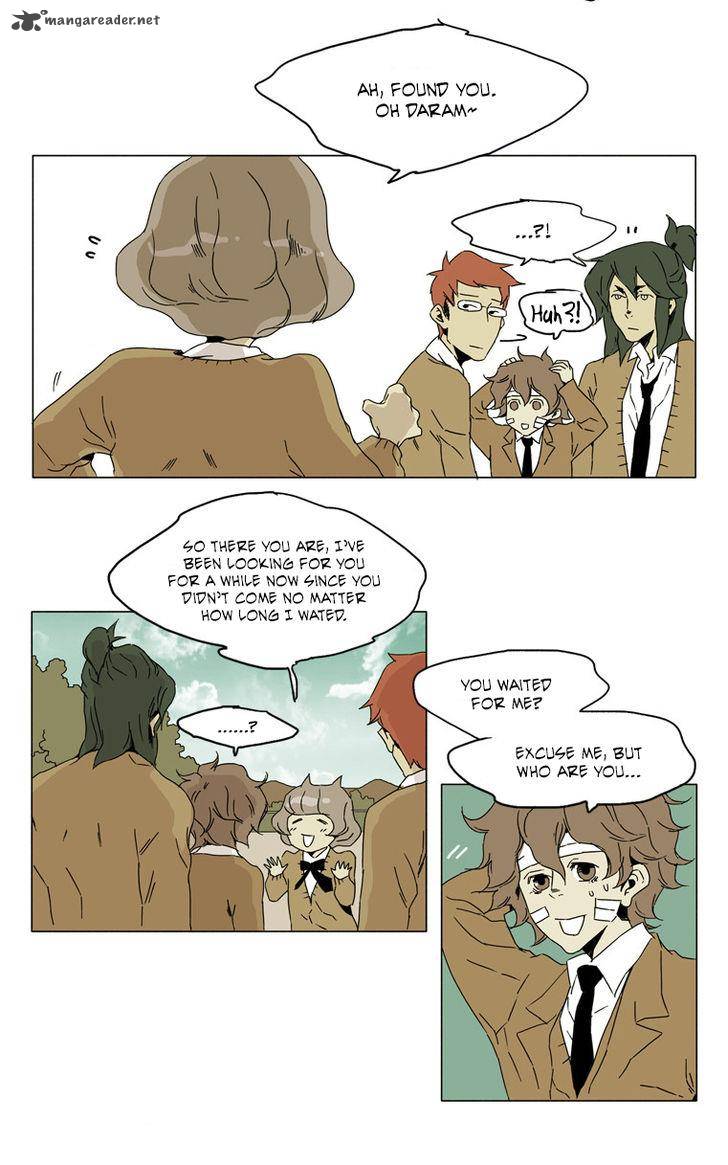 mangareader.net
AH, FOUND YOU.
OH DARAM~
...?!
Huh?!
SO THERE YOU ARE, I'VE
BEEN LOOKING FOR YOU
FOR A WHILE NOW SINCE YOU
DIDN'T COME NO MATTER
HOW LONG I WATED.
......?
YOU WAITED
FOR ME?
EXCUSE ME, BUT
WHO ARE YOU...